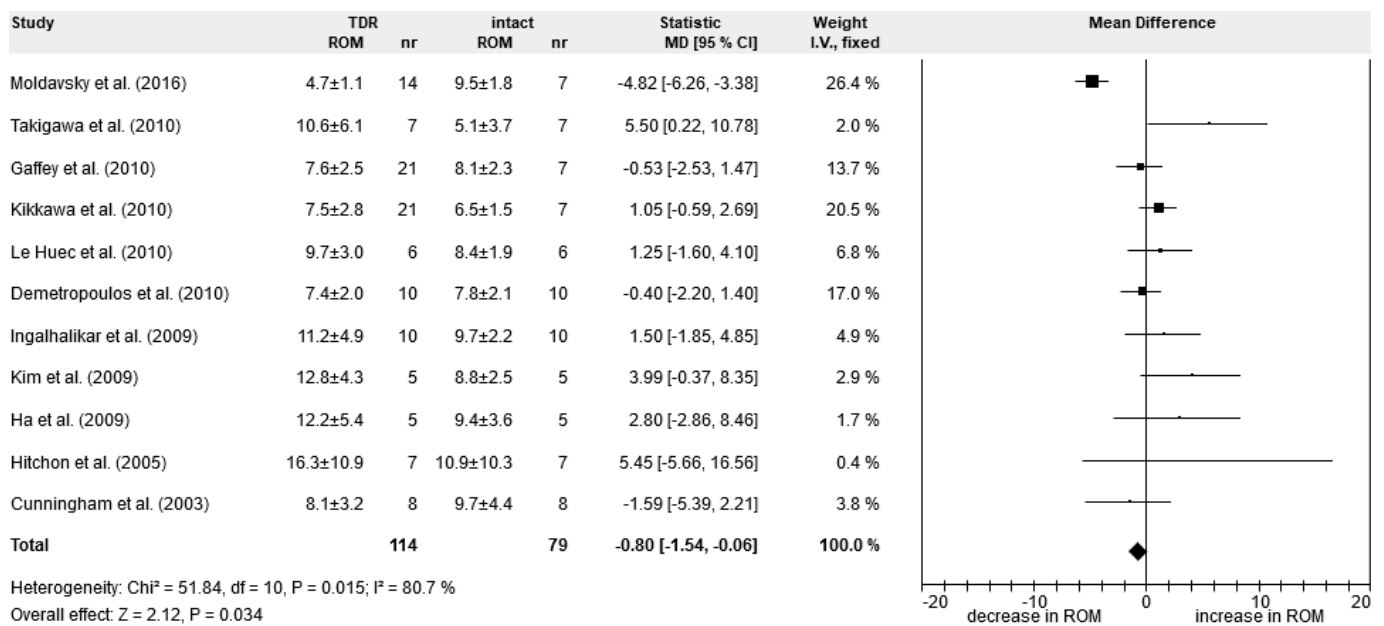 Study TDR intact Statistic Weight Mean Difference
ROM nr ROM nr MD [95 % CI] I.V., fixed
Moldavsky et al. (2016) 4.7±1.1 14 9.5±1.8 7 -4.82 [-6.26, -3.38] 26.4 %
Takigawa et al. (2010) 10.6±6.1 7 5.1±3.7 7 5.50 [0.22, 10.78] 2.0 %
Gaffey et al. (2010) 7.6±2.5 21 8.1±2.3 7 -0.53 [-2.53, 1.47] 13.7 %
Kikkawa et al. (2010) 7.5±2.8 21 6.5±1.5 7 1.05 [-0.59, 2.69] 20.5 %
Le Huec et al. (2010) 9.7±3.0 6 8.4±1.9 6 1.25 [-1.60, 4.10] 6.8 %
Demetropoulos et al. (2010) 7.4±2.0 10 7.8±2.1 10 -0.40 [-2.20, 1.40] 17.0 %
Ingalhalikar et al. (2009) 11.2±4.9 10 9.7±2.2 10 1.50 [-1.85, 4.85] 4.9 %
Kim et al. (2009) 12.8±4.3 5 8.8±2.5 5 3.99 [-0.37, 8.35] 2.9 %
Ha et al. (2009) 12.2±5.4 5 9.4±3.6 5 2.80 [-2.86, 8.46] 1.7 %
Hitchon et al. (2005) 16.3±10.9 7 10.9±10.3 7 5.45 [-5.66, 16.56] 0.4 %
Cunningham et al. (2003) 8.1±3.2 8 9.7±4.4 8 -1.59 [-5.39, 2.21] 3.8 %
Total 114 79 -0.80 [-1.54, -0.06] 100.0 %
Heterogeneity: Chi² = 51.84, df = 10, P = 0.015; I² = 80.7 %
Overall effect: Z = 2.12, P = 0.034
-20 -10 0 10 20
decrease in ROM increase in ROM